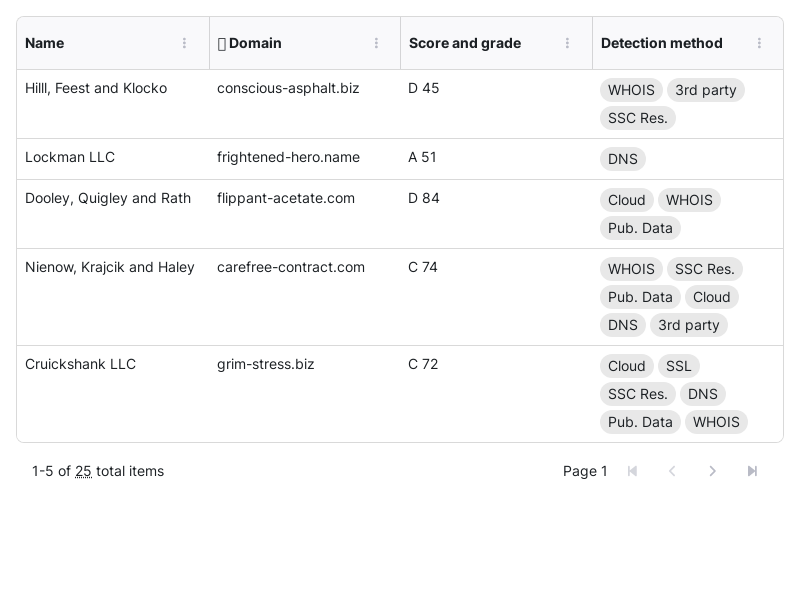 Name Domain Score and grade Detection method
Hilll, Feest and Klocko conscious-asphalt.biz D 45 WHOIS 3rd party
SSC Res.
Lockman LLC frightened-hero.name A 51 DNS
Dooley, Quigley and Rath flippant-acetate.com D 84 Cloud WHOIS
Pub. Data
Nienow, Krajcik and Haley carefree-contract.com C 74 WHOIS SSC Res.
Pub. Data Cloud
DNS 3rd party
Cruickshank LLC grim-stress.biz C 72 Cloud SSL
SSC Res. DNS
Pub. Data WHOIS
1-5 of 25 total items Page 1